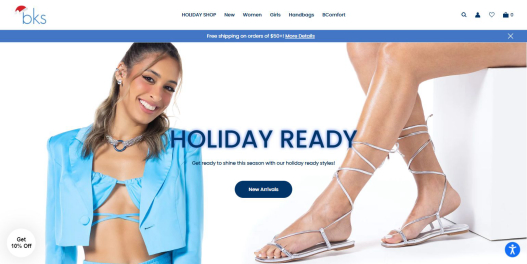 bks
HOLIDAY SHOP New Women Girls Handbags BComfort
0
Free shipping on orders of $50+! More Details
HOLIDAY READY
Get ready to shine this season with our holiday ready styles!
New Arrivals
Get
10% Off